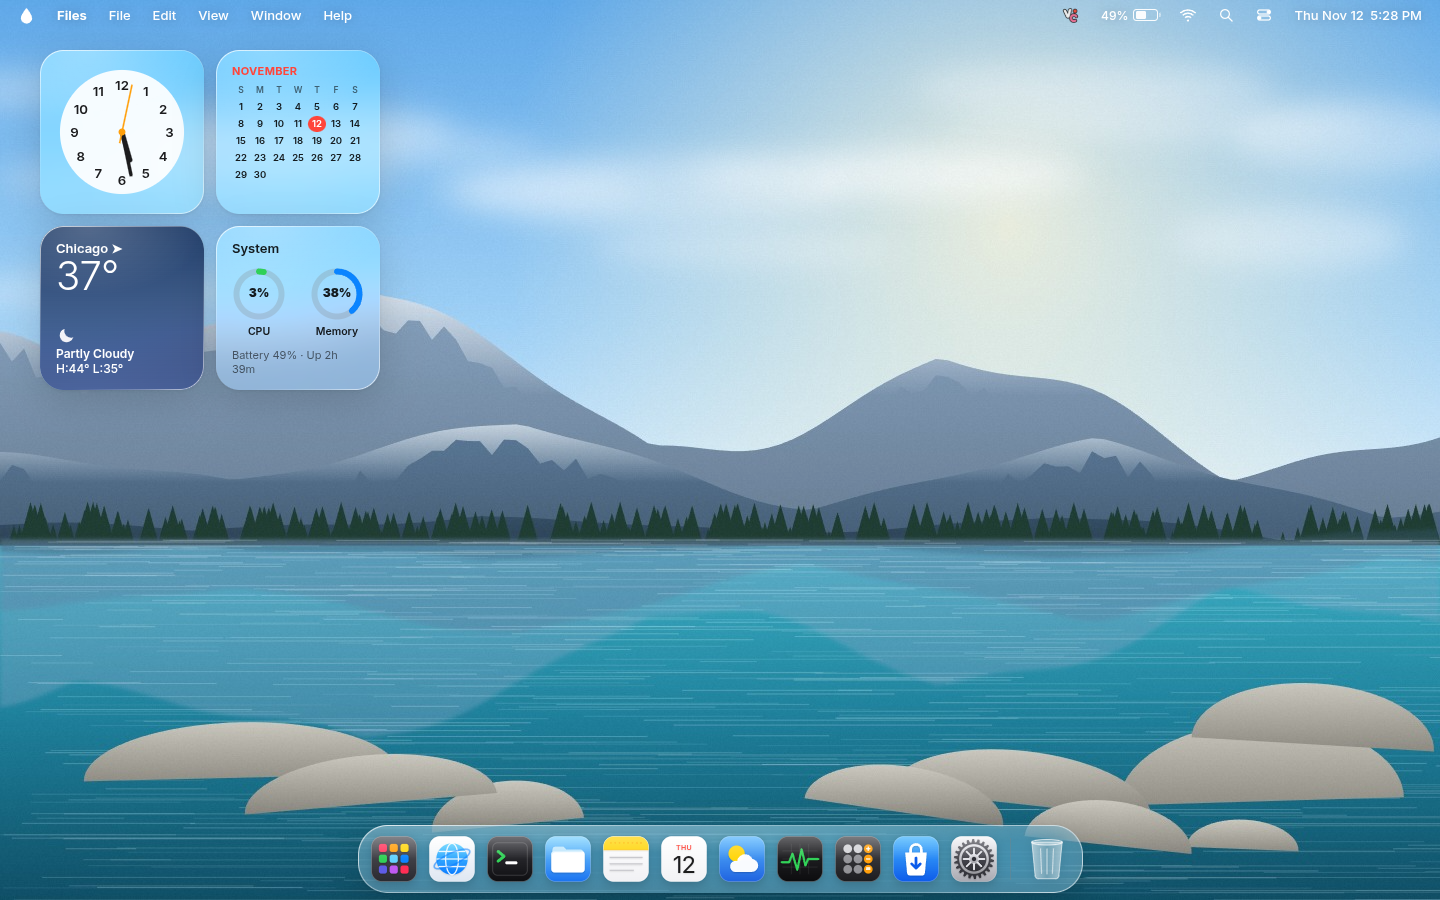 Files File Edit View Window Help
49%
Thu Nov 12 5:28 PM
12
1
2
3
4
5
6
7
8
9
10
11
NOVEMBER
S M T W T F S
1 2 3 4 5 6 7
8 9 10 11 12 13 14
15 16 17 18 19 20 21
22 23 24 25 26 27 28
29 30
Chicago
37°
Partly Cloudy
H:44° L:35°
System
3% 38%
CPU Memory
Battery 49% · Up 2h
39m
THU
12